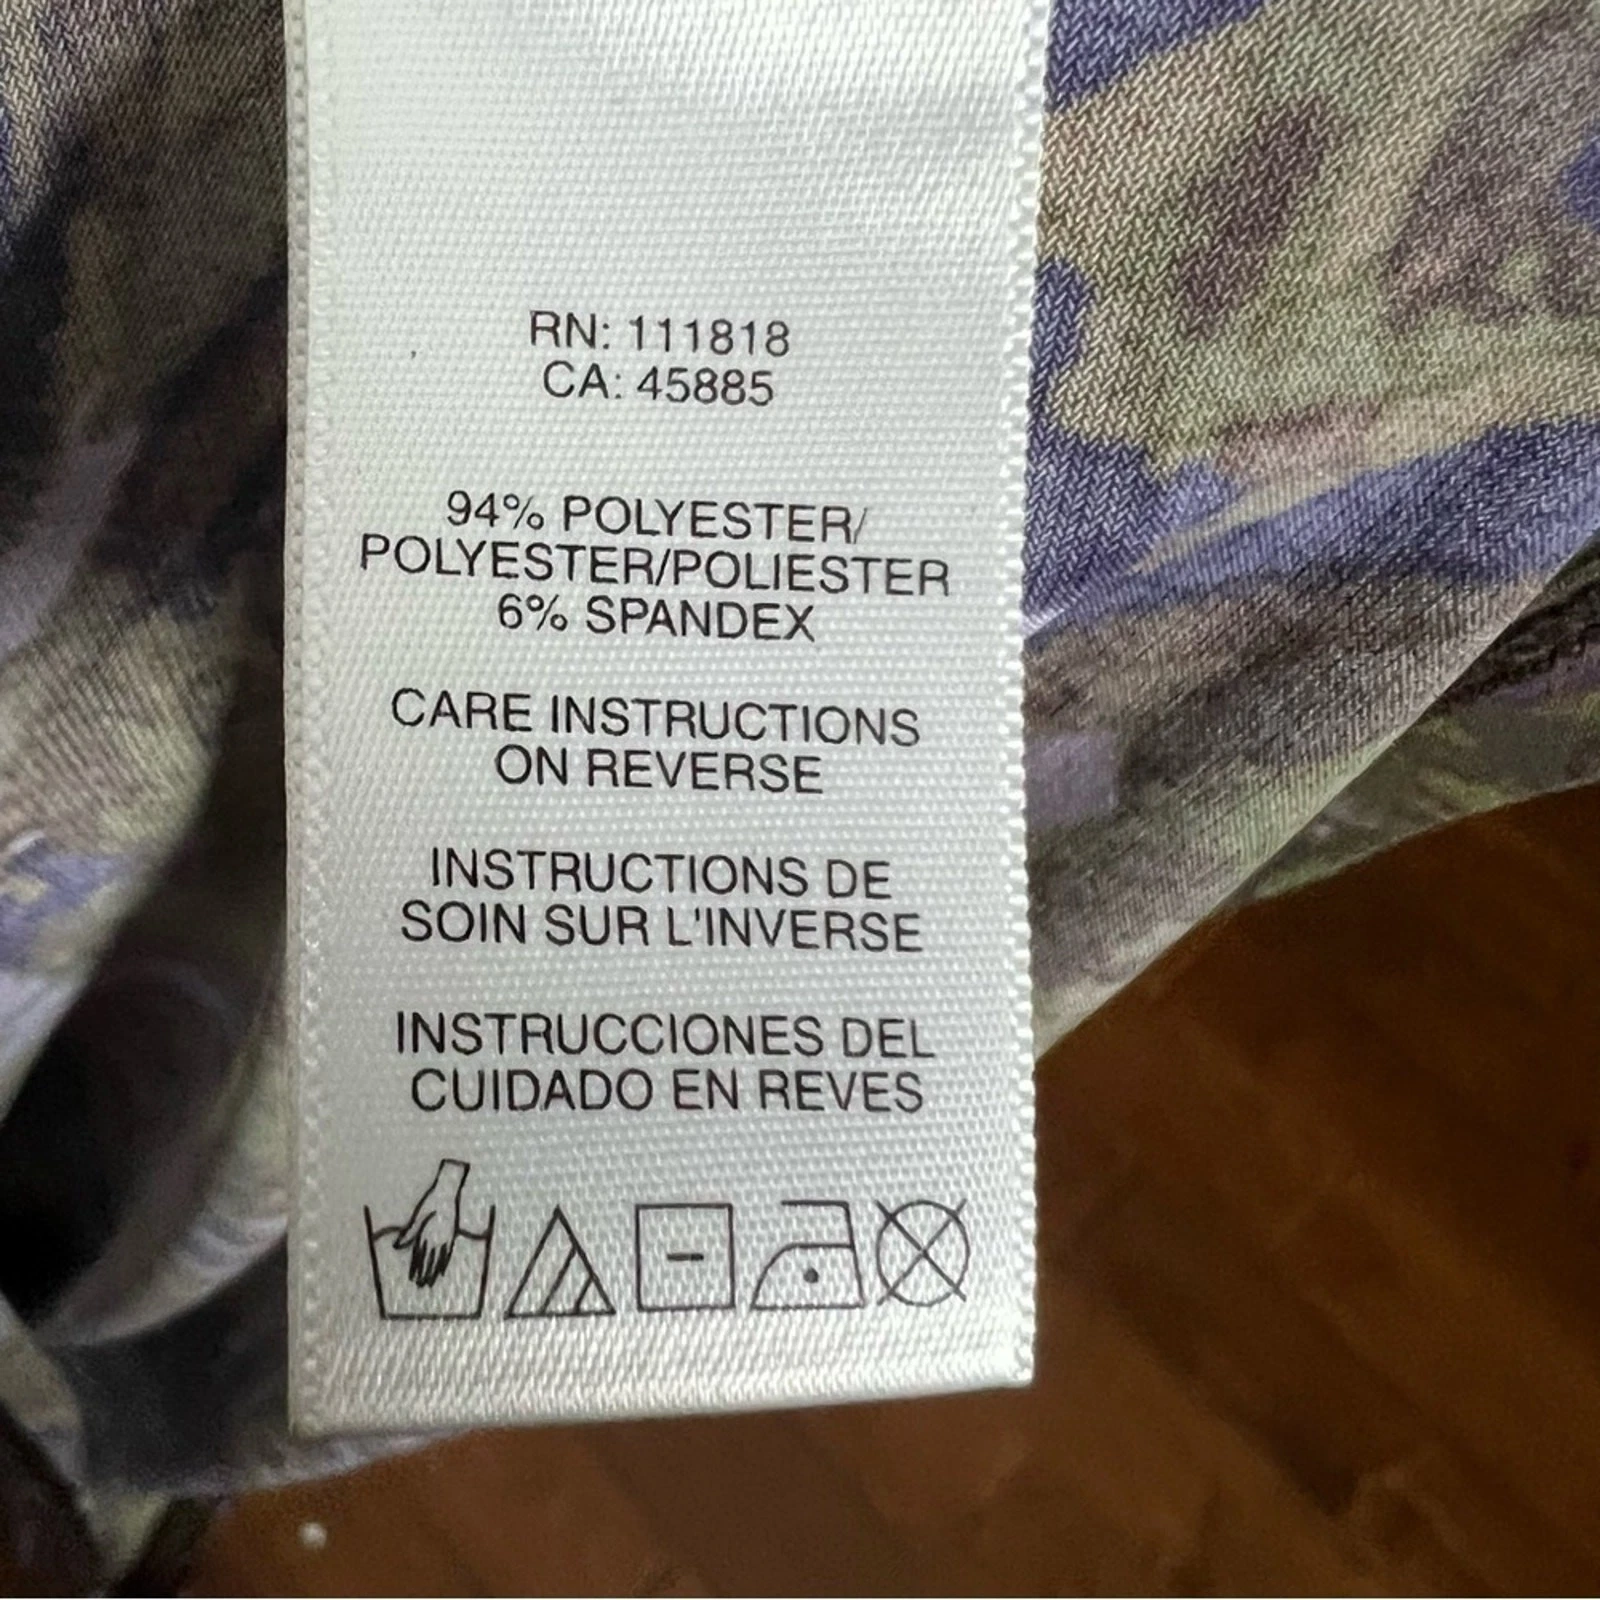 RN: 111818
CA: 45885
94% POLYESTER/
POLYESTER/POLIESTER
6% SPANDEX
CARE INSTRUCTIONS
ON REVERSE
INSTRUCTIONS DE
SOIN SUR L'INVERSE
INSTRUCCIONES DEL
CUIDADO EN REVES